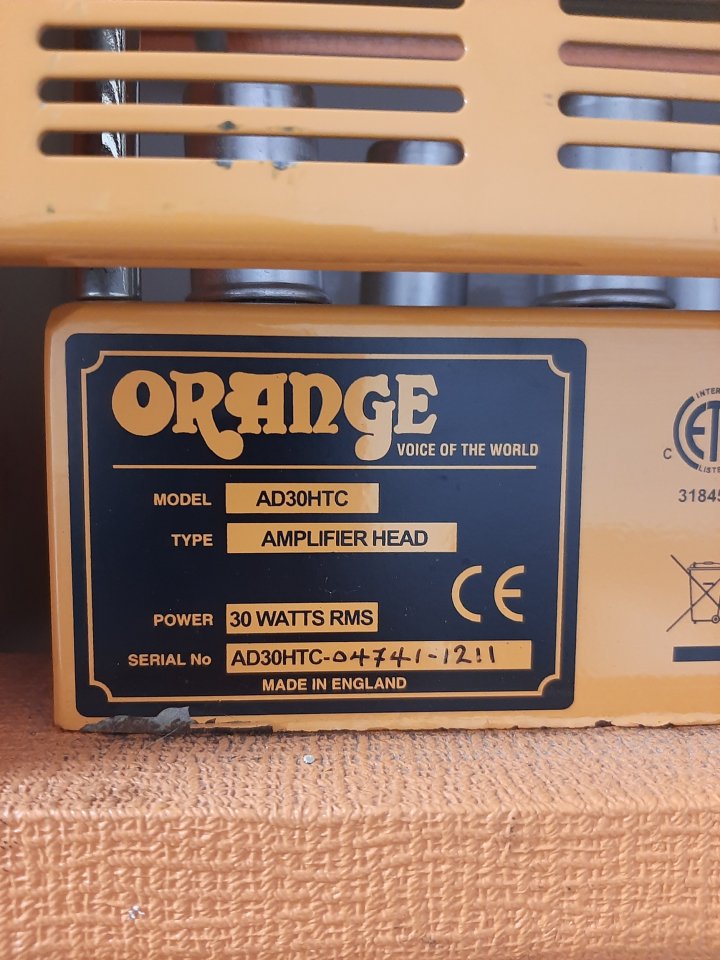 ORANGE
VOICE OF THE WORLD
MODEL AD30HTC
TYPE AMPLIFIER HEAD
CE
POWER 30 WATTS RMS
SERIAL No AD30HTC-04741-1211
MADE IN ENGLAND
C